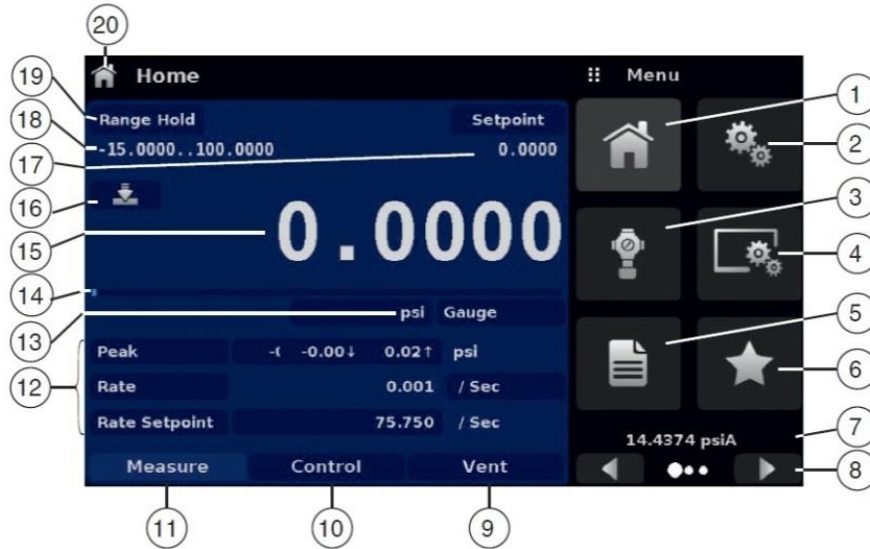 20
Home
Menu
19
Range Hold
Setpoint
1
18
-15.0000..100.0000
0.0000
17
2
16
3
15
0.0000
4
14
5
13
psi
Gauge
12
Peak
-0.00↓
0.02↑
psi
6
Rate
0.001
/ Sec
Rate Setpoint
75.750
/ Sec
7
14.4374 psiA
Measure
Control
Vent
8
11
10
9